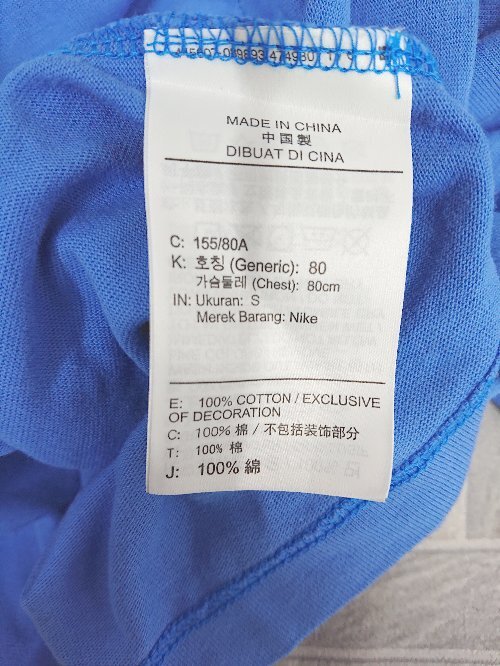 MADE IN CHINA
中国製
DIBUAT DI CINA
C: 155/80A
K: 호칭 (Generic): 80
가슴둘레 (Chest): 80cm
IN: Ukuran: S
Merek Barang: Nike
E: 100% COTTON / EXCLUSIVE
OF DECORATION
C: 100% 棉 / 不包括装饰部分
T: 100% 棉
J: 100% 綿